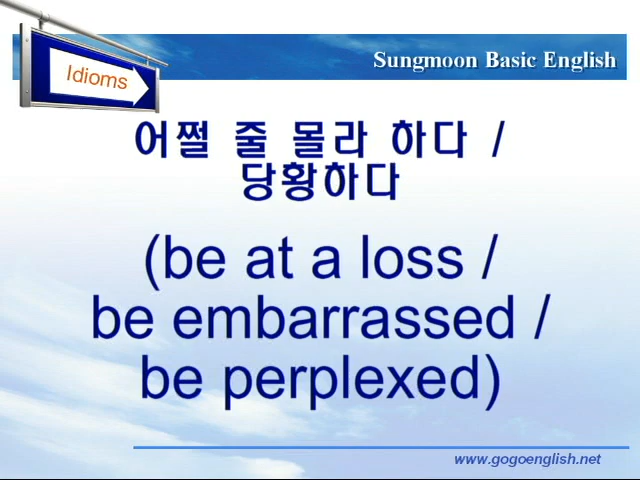 Idioms
Sungmoon Basic English
어쩔 줄 몰라 하다 /
당황하다
(be at a loss /
be embarrassed /
be perplexed)
www.gogoenglish.net